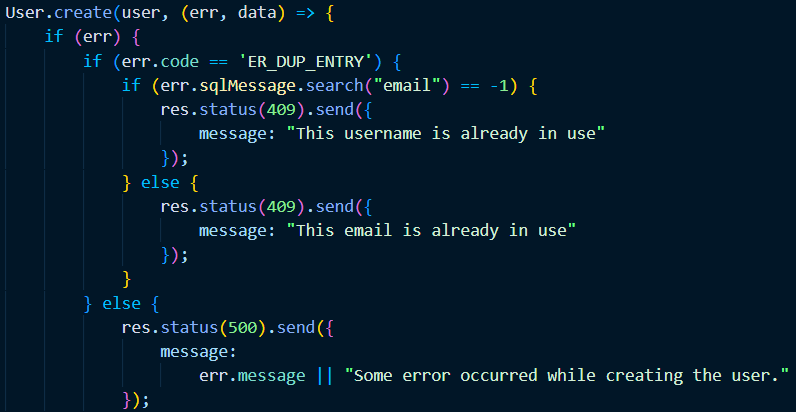 User.create(user, (err, data) => {
    if (err) {
        if (err.code == 'ER_DUP_ENTRY') {
            if (err.sqlMessage.search("email") == -1) {
                res.status(409).send({
                    message: "This username is already in use"
                });
            } else {
                res.status(409).send({
                    message: "This email is already in use"
                });
            }
        } else {
            res.status(500).send({
                message:
                    err.message || "Some error occurred while creating the user."
            });